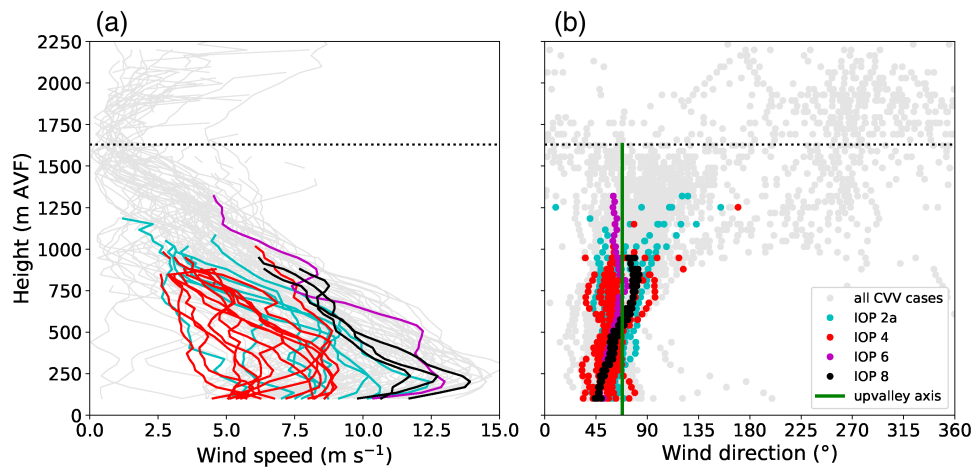 (a)
(b)
Height (m AVF)
2250
2000
1750
1500
1250
1000
750
500
250
0
0.0 2.5 5.0 7.5 10.0 12.5 15.0
Wind speed (m s⁻¹)
all CVV cases
IOP 2a
IOP 4
IOP 6
IOP 8
upvalley axis
0 45 90 135 180 225 270 315 360
Wind direction (°)